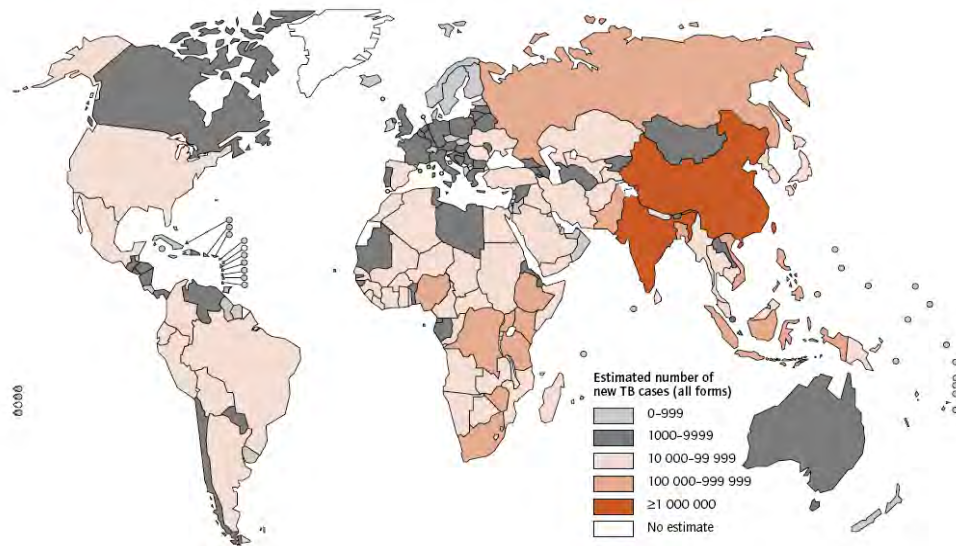 Estimated number of
new TB cases (all forms)
0–999
1000–9999
10 000–99 999
100 000–999 999
≥1 000 000
No estimate